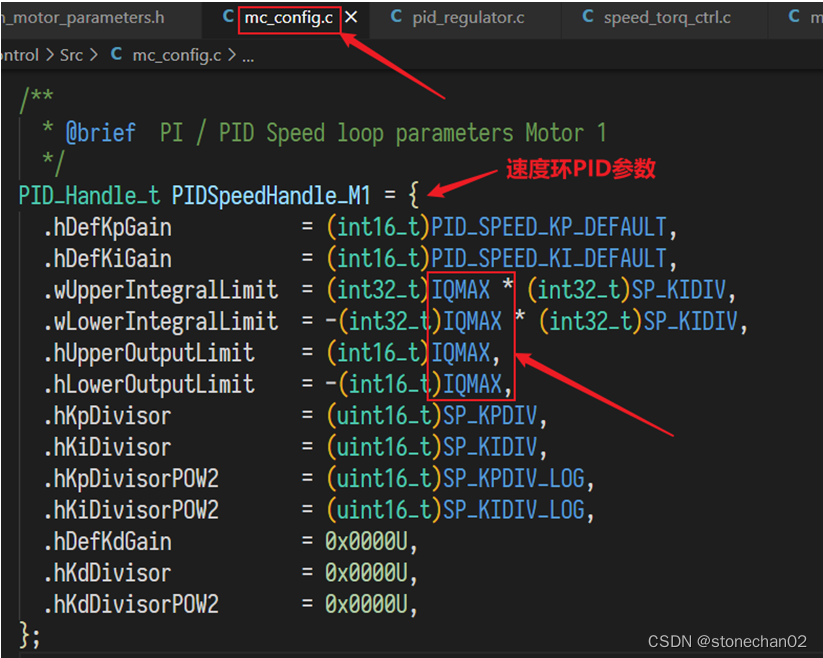 n_motor_parameters.h C mc_config.c × C pid_regulator.c C speed_torq_ctrl.c C m
ontrol > Src > C mc_config.c > ...
/**
* @brief PI / PID Speed loop parameters Motor 1
*/
速度环PID参数
PID_Handle_t PIDSpeedHandle_M1 = {
.hDefKpGain = (int16_t)PID_SPEED_KP_DEFAULT,
.hDefKiGain = (int16_t)PID_SPEED_KI_DEFAULT,
.wUpperIntegralLimit = (int32_t)IQMAX * (int32_t)SP_KIDIV,
.wLowerIntegralLimit = -(int32_t)IQMAX * (int32_t)SP_KIDIV,
.hUpperOutputLimit = (int16_t)IQMAX,
.hLowerOutputLimit = -(int16_t)IQMAX,
.hKpDivisor = (uint16_t)SP_KPDIV,
.hKiDivisor = (uint16_t)SP_KIDIV,
.hKpDivisorPOW2 = (uint16_t)SP_KPDIV_LOG,
.hKiDivisorPOW2 = (uint16_t)SP_KIDIV_LOG,
.hDefKdGain = 0x0000U,
.hKdDivisor = 0x0000U,
.hKdDivisorPOW2 = 0x0000U,
};
CSDN @stonechan02